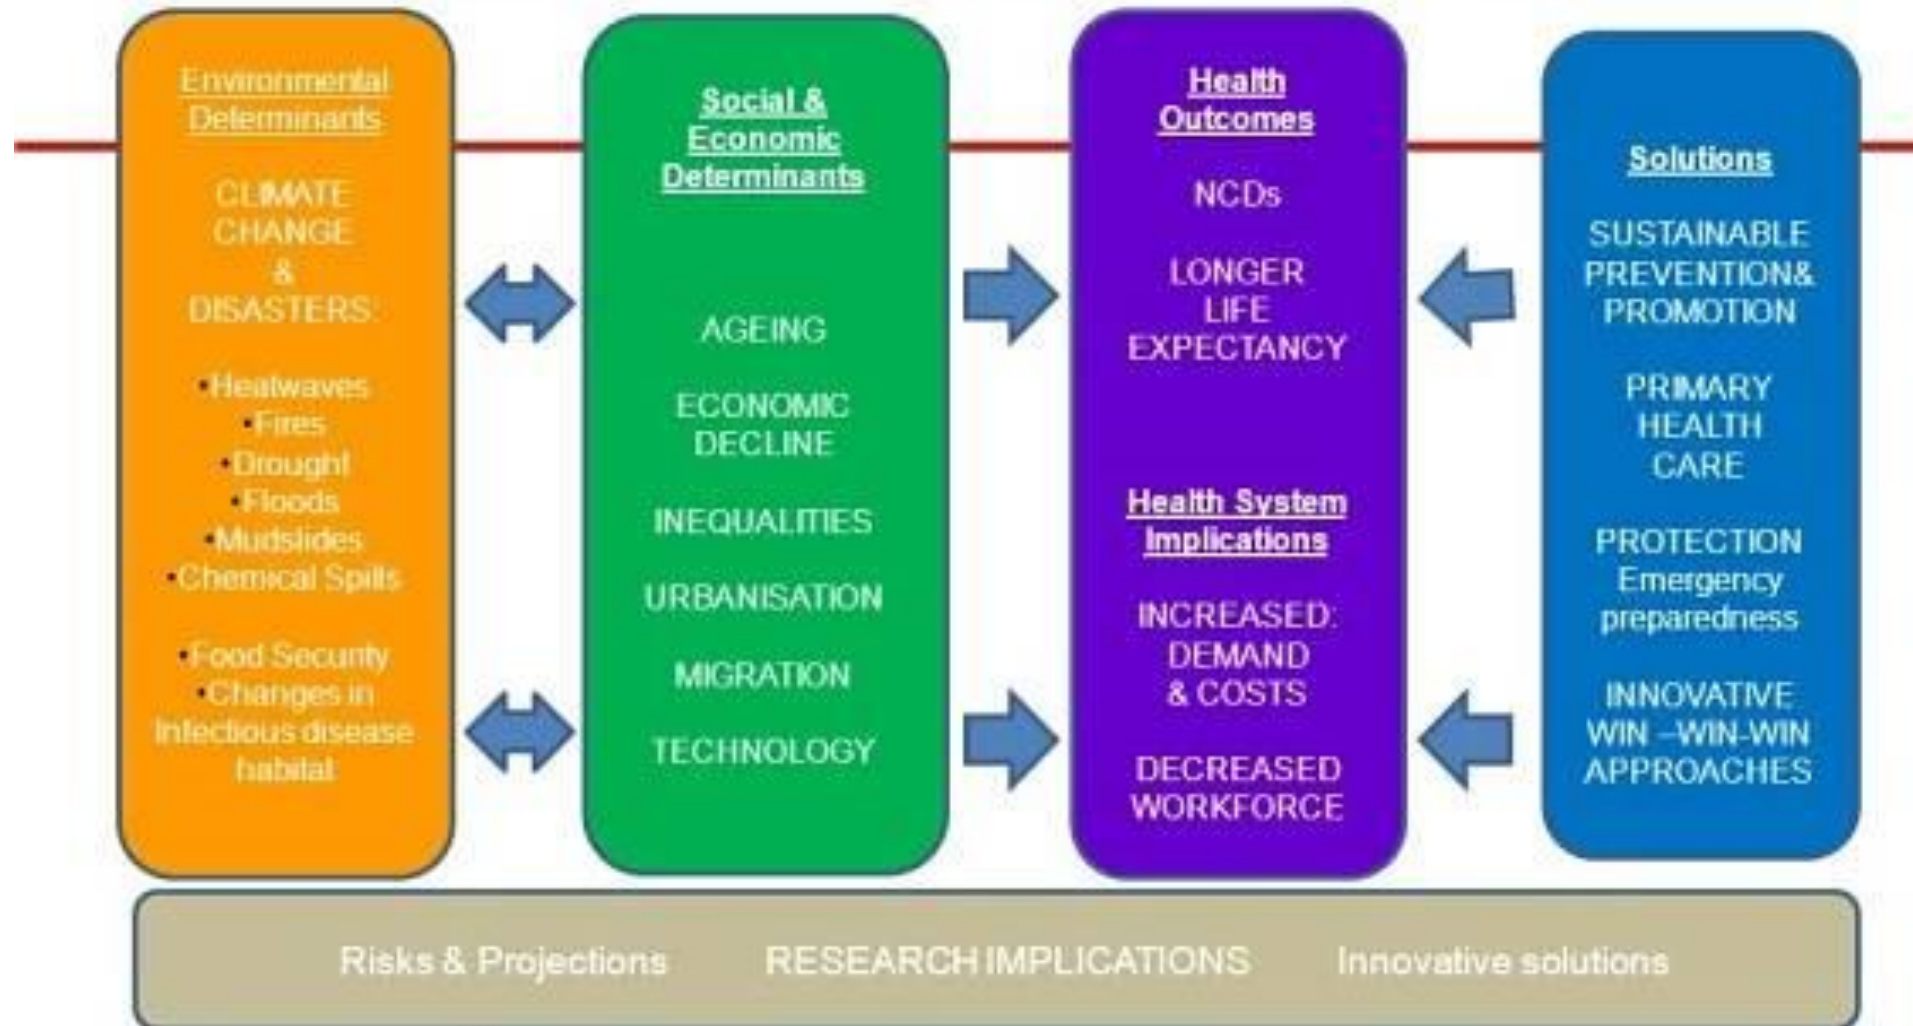 Environmental
Determinants
CLIMATE
CHANGE
&
DISASTERS:
•Heatwaves
•Fires
•Drought
•Floods
•Mudslides
•Chemical Spills
•Food Security
•Changes in
Infectious disease
habitat
Social &
Economic
Determinants
AGEING
ECONOMIC
DECLINE
INEQUALITIES
URBANISATION
MIGRATION
TECHNOLOGY
Health
Outcomes
NCDs
LONGER
LIFE
EXPECTANCY
Health System
Implications
INCREASED:
DEMAND
& COSTS
DECREASED
WORKFORCE
Solutions
SUSTAINABLE
PREVENTION&
PROMOTION
PRIMARY
HEALTH
CARE
PROTECTION
Emergency
preparedness
INNOVATIVE
WIN –WIN-WIN
APPROACHES
Risks & Projections RESEARCH IMPLICATIONS Innovative solutions